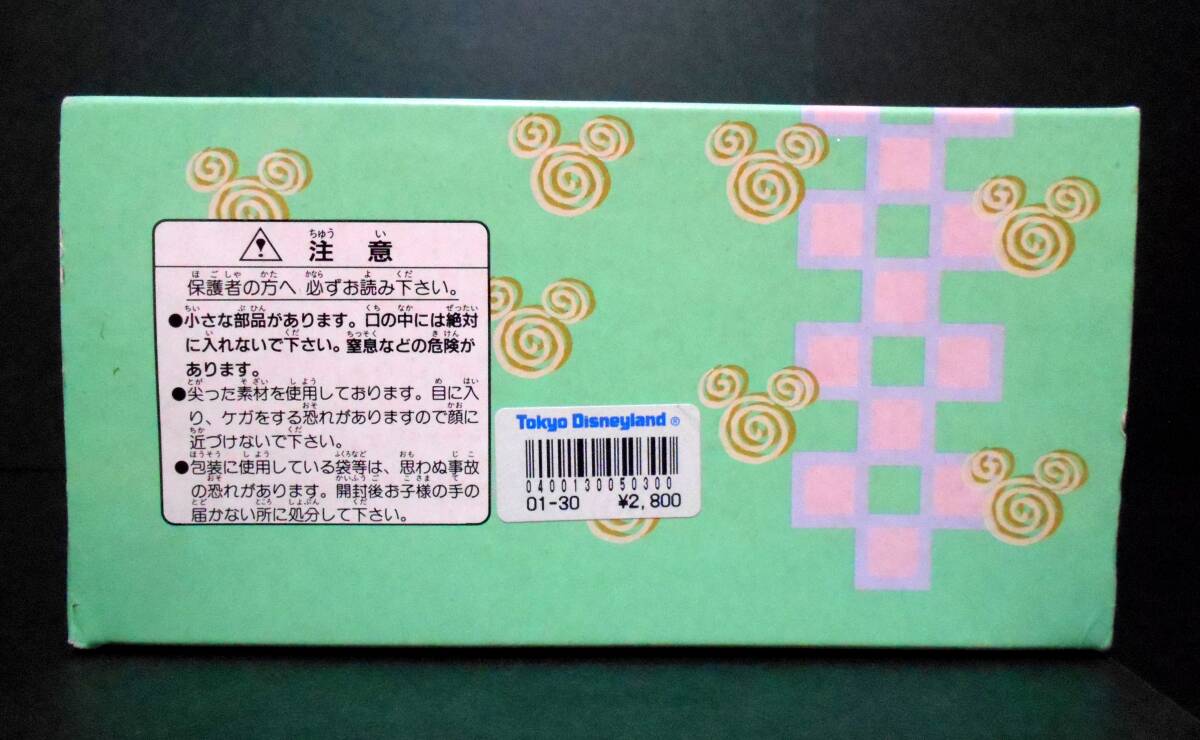 注意
保護者の方へ 必ずお読み下さい。
●小さな部品があります。口の中には絶対
に入れないで下さい。窒息などの危険が
あります。
●尖った素材を使用しております。目に入
り、ケガをする恐れがありますので顔に
近づけないで下さい。
●包装に使用している袋等は、思わぬ事故
の恐れがあります。開封後お子様の手の
届かない所に処分して下さい。
Tokyo Disneyland ®
0400130050300
01-30 ¥2,800